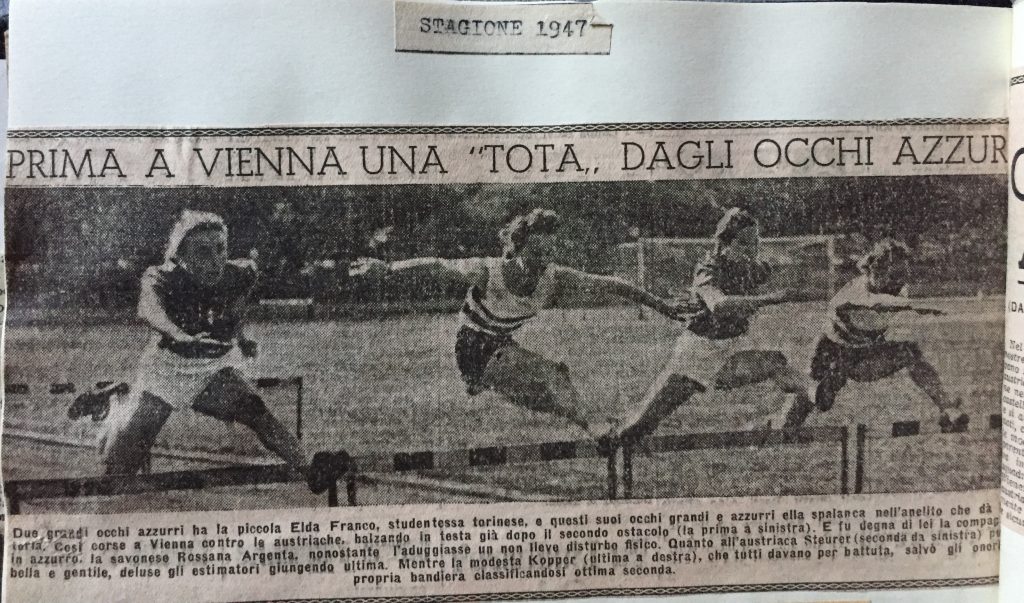 STAGIONE 1947
PRIMA A VIENNA UNA "TOTA,, DAGLI OCCHI AZZUR
Due grandi occhi azzurri ha la piccola Elda Franco, studentessa torinese, e questi suoi occhi grandi e azzurri ella spalanca nell'anelito che dà
toria. Così corse a Vienna contro le austriache, balzando in testa già dopo il secondo ostacolo (la prima a sinistra). E fu degna di lei la compag
in azzurro, la savonese Rossana Argenta, nonostante l'aduggiasse un non lieve disturbo fisico. Quanto all'austriaca Steurer (seconda da sinistra)
bella e gentile, deluse gli estimatori giungendo ultima. Mentre la modesta Kopper (ultima a destra), che tutti davano per battuta, salvò gli onori
propria bandiera classificandosi ottima seconda.
(DA
Nel